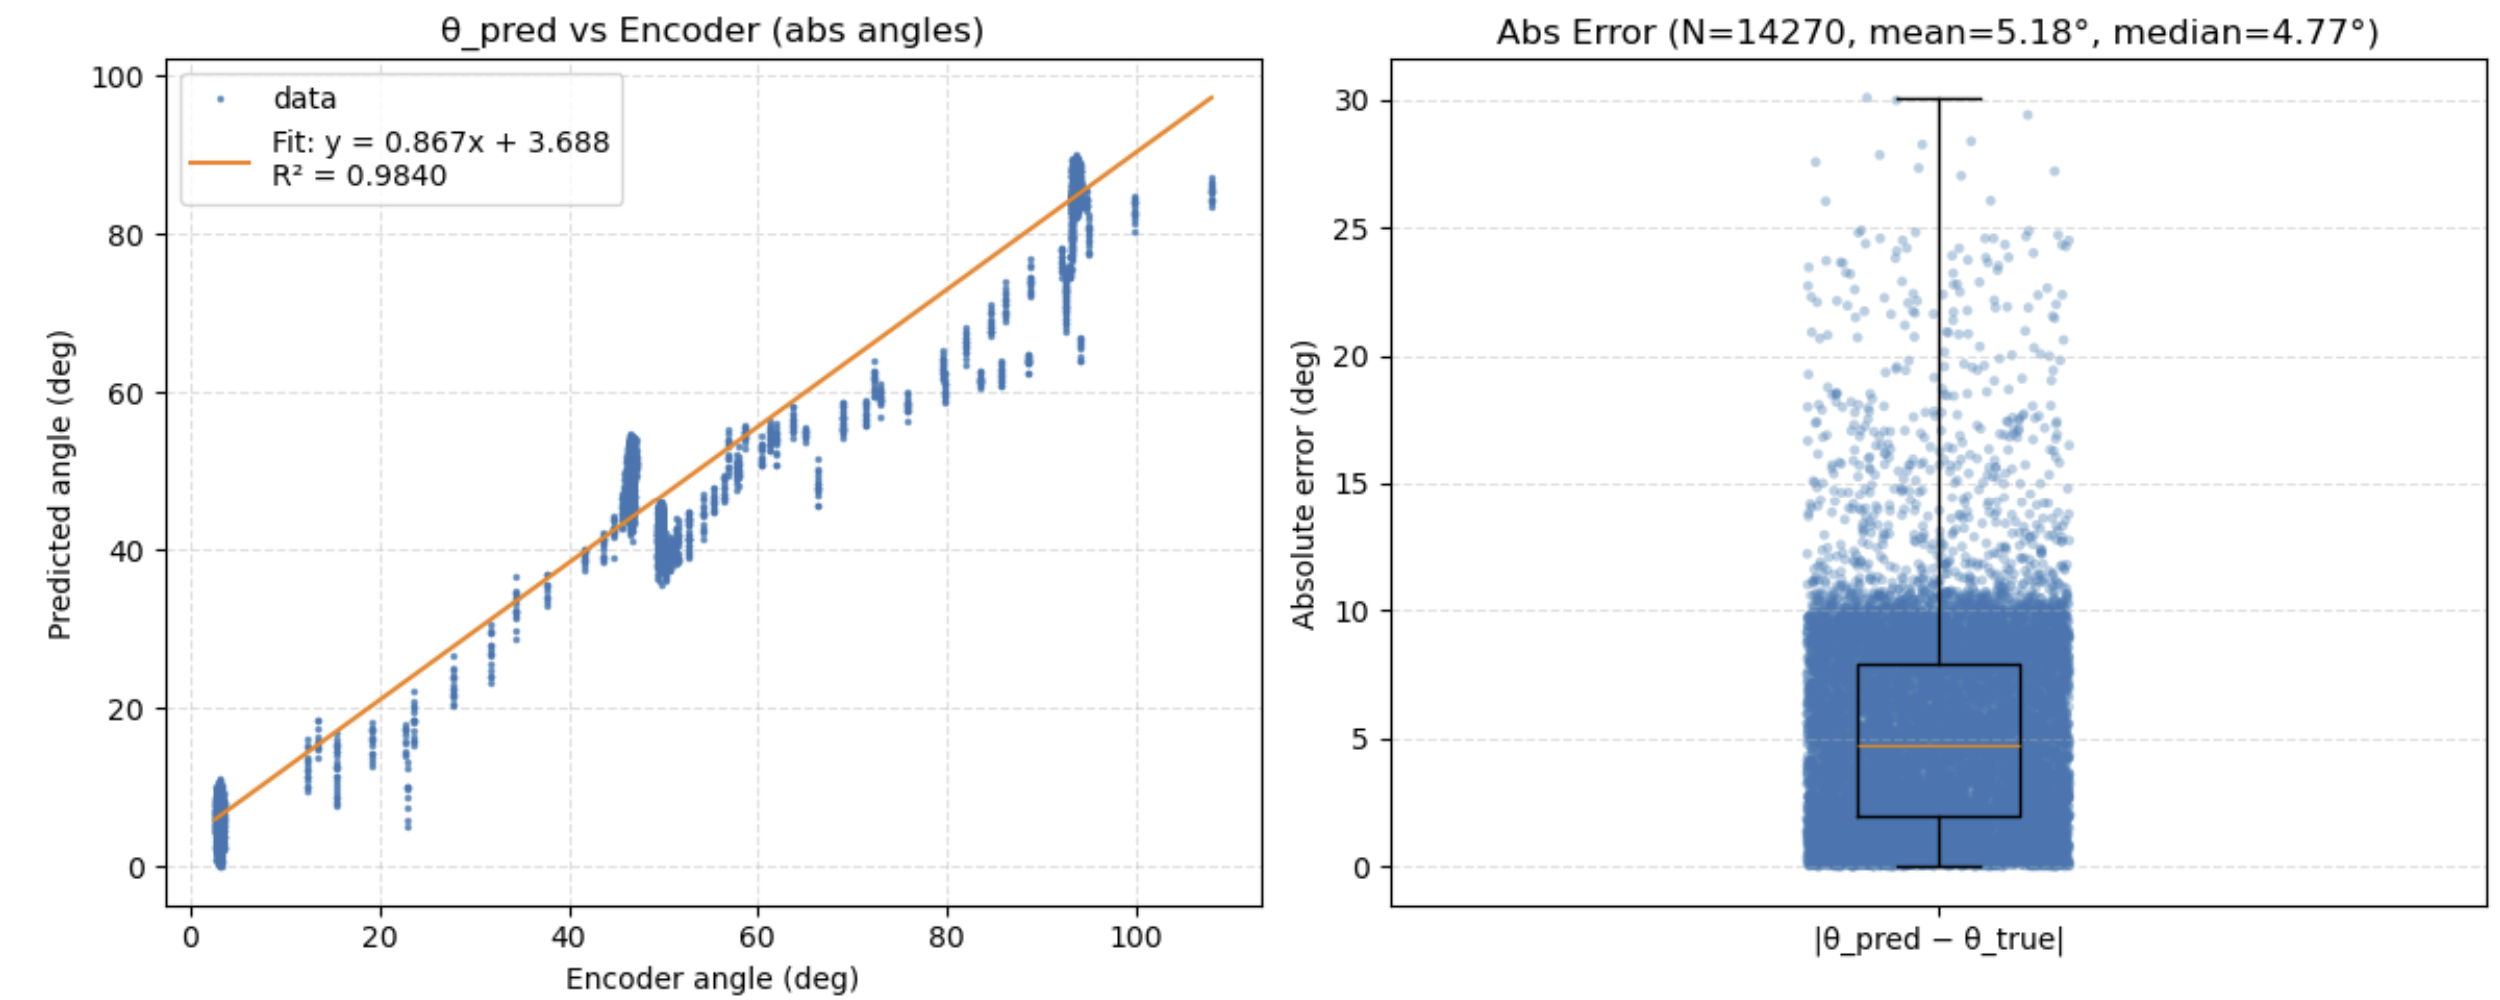 θ_pred vs Encoder (abs angles)
data
Fit: y = 0.867x + 3.688
R² = 0.9840
100
80
60
40
20
0
Predicted angle (deg)
0 20 40 60 80 100
Encoder angle (deg)
Abs Error (N=14270, mean=5.18°, median=4.77°)
30
25
20
15
10
5
0
Absolute error (deg)
|θ_pred − θ_true|